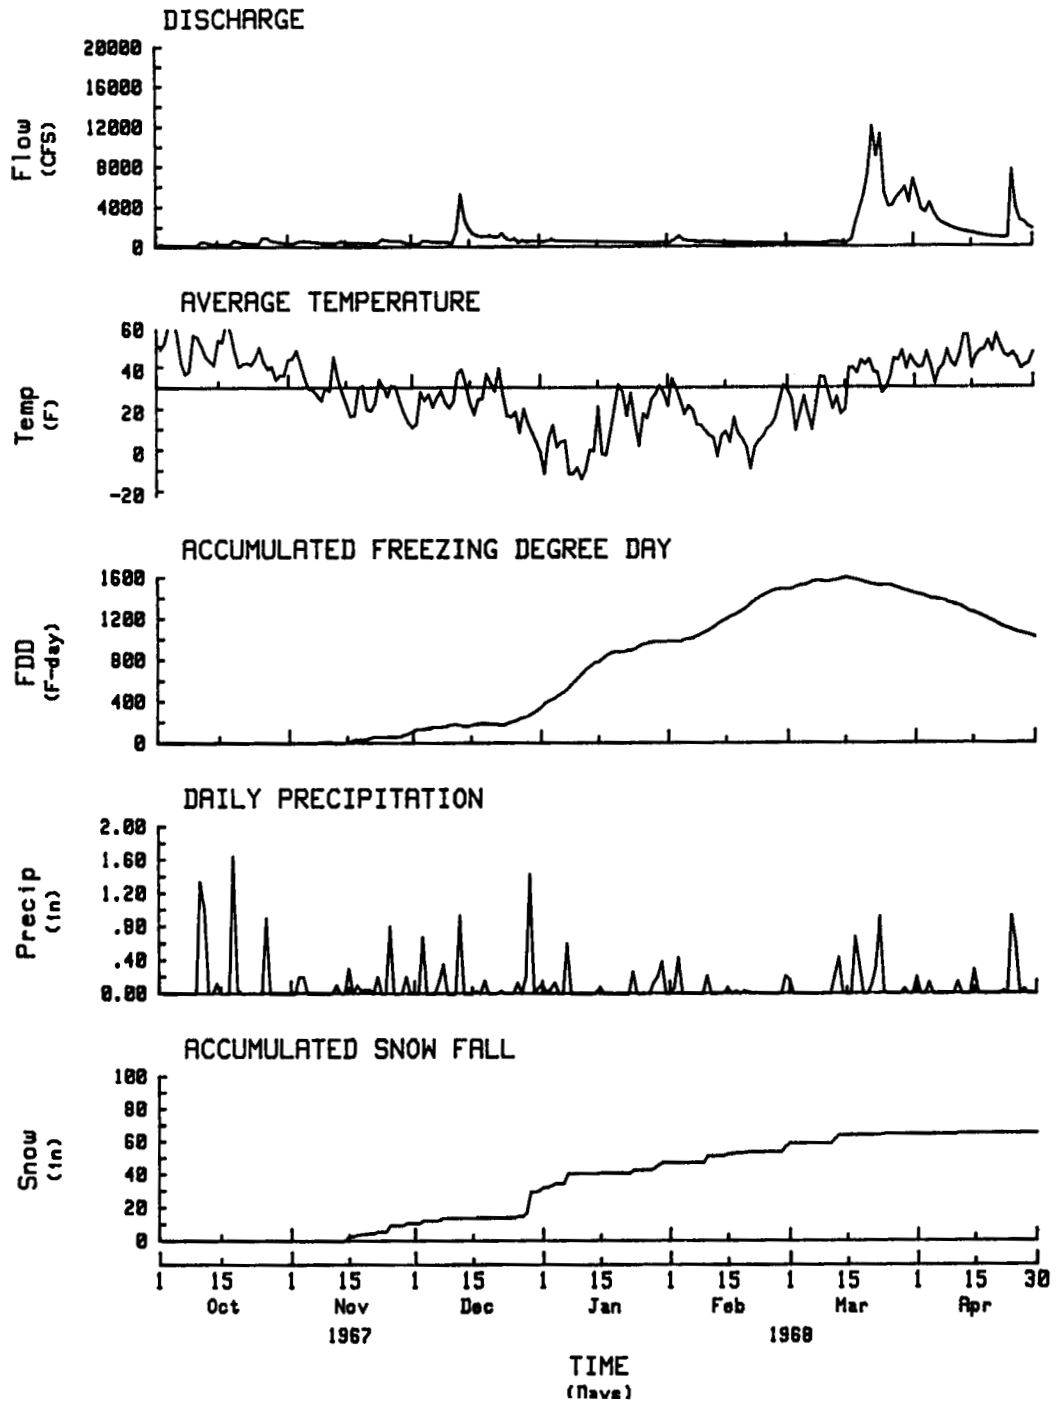 DISCHARGE
20000
16000
12000
8000
4000
0
Flow
(CFS)
AVERAGE TEMPERATURE
60
40
20
0
-20
Temp
(F)
ACCUMULATED FREEZING DEGREE DAY
1600
1200
800
400
0
FDD
(F-day)
DAILY PRECIPITATION
2.00
1.60
1.20
.80
.40
0.00
Precip
(in)
ACCUMULATED SNOW FALL
100
80
60
40
20
0
Snow
(in)
1 15 1 15 1 15 1 15 1 15 1 15 1 15 30
Oct Nov Dec Jan Feb Mar Apr
1967 1968
TIME
(Days)